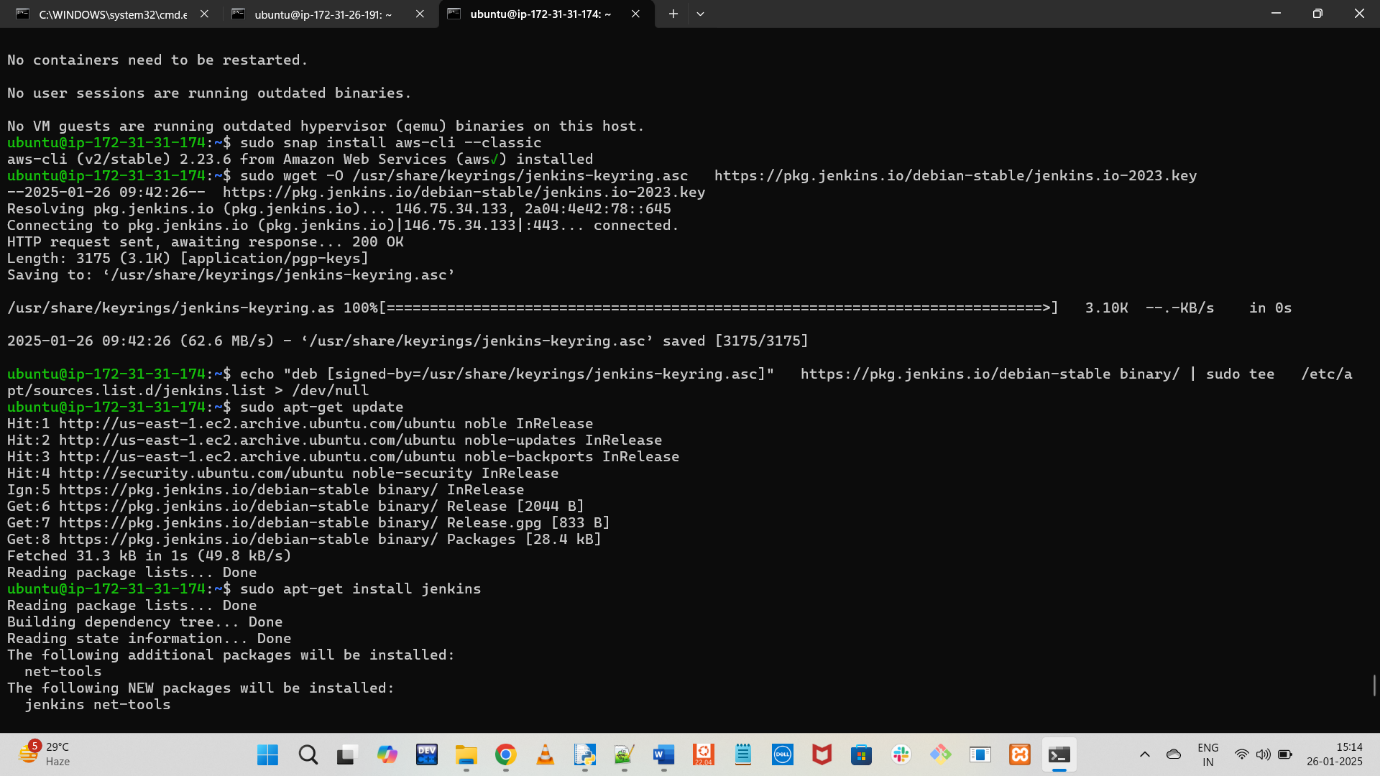 C:\WINDOWS\system32\cmd.e
ubuntu@ip-172-31-26-191: ~
ubuntu@ip-172-31-31-174: ~
No containers need to be restarted.
No user sessions are running outdated binaries.
No VM guests are running outdated hypervisor (qemu) binaries on this host.
ubuntu@ip-172-31-31-174:~$ sudo snap install aws-cli --classic
aws-cli (v2/stable) 2.23.6 from Amazon Web Services (aws✓) installed
ubuntu@ip-172-31-31-174:~$ sudo wget -O /usr/share/keyrings/jenkins-keyring.asc   https://pkg.jenkins.io/debian-stable/jenkins.io-2023.key
--2025-01-26 09:42:26--  https://pkg.jenkins.io/debian-stable/jenkins.io-2023.key
Resolving pkg.jenkins.io (pkg.jenkins.io)... 146.75.34.133, 2a04:4e42:78::645
Connecting to pkg.jenkins.io (pkg.jenkins.io)|146.75.34.133|:443... connected.
HTTP request sent, awaiting response... 200 OK
Length: 3175 (3.1K) [application/pgp-keys]
Saving to: ‘/usr/share/keyrings/jenkins-keyring.asc’
/usr/share/keyrings/jenkins-keyring.as 100%[============================================================================>]   3.10K  --.-KB/s    in 0s
2025-01-26 09:42:26 (62.6 MB/s) - ‘/usr/share/keyrings/jenkins-keyring.asc’ saved [3175/3175]
ubuntu@ip-172-31-31-174:~$ echo "deb [signed-by=/usr/share/keyrings/jenkins-keyring.asc]"   https://pkg.jenkins.io/debian-stable binary/ | sudo tee   /etc/a
pt/sources.list.d/jenkins.list > /dev/null
ubuntu@ip-172-31-31-174:~$ sudo apt-get update
Hit:1 http://us-east-1.ec2.archive.ubuntu.com/ubuntu noble InRelease
Hit:2 http://us-east-1.ec2.archive.ubuntu.com/ubuntu noble-updates InRelease
Hit:3 http://us-east-1.ec2.archive.ubuntu.com/ubuntu noble-backports InRelease
Hit:4 http://security.ubuntu.com/ubuntu noble-security InRelease
Ign:5 https://pkg.jenkins.io/debian-stable binary/ InRelease
Get:6 https://pkg.jenkins.io/debian-stable binary/ Release [2044 B]
Get:7 https://pkg.jenkins.io/debian-stable binary/ Release.gpg [833 B]
Get:8 https://pkg.jenkins.io/debian-stable binary/ Packages [28.4 kB]
Fetched 31.3 kB in 1s (49.8 kB/s)
Reading package lists... Done
ubuntu@ip-172-31-31-174:~$ sudo apt-get install jenkins
Reading package lists... Done
Building dependency tree... Done
Reading state information... Done
The following additional packages will be installed:
  net-tools
The following NEW packages will be installed:
  jenkins net-tools
5
29°C
Haze
DEV
22.04
DELL
ENG
IN
15:14
26-01-2025